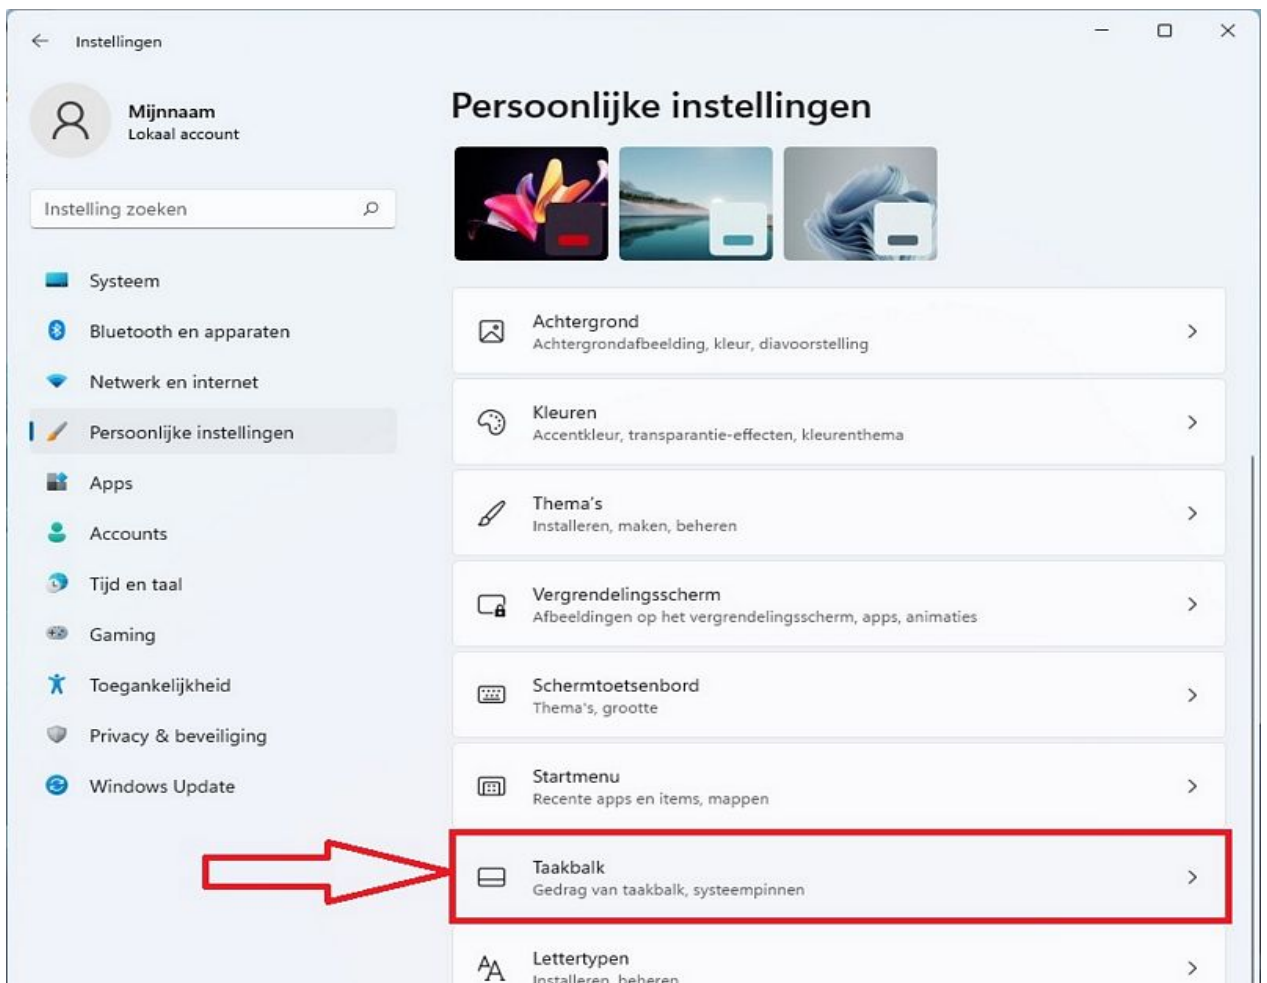 Instellingen
Mijnnaam
Lokaal account
Instelling zoeken
Systeem
Bluetooth en apparaten
Netwerk en internet
Persoonlijke instellingen
Apps
Accounts
Tijd en taal
Gaming
Toegankelijkheid
Privacy & beveiliging
Windows Update
Persoonlijke instellingen
Achtergrond
Achtergrondafbeelding, kleur, diavoorstelling
Kleuren
Accentkleur, transparantie-effecten, kleurenthema
Thema's
Installeren, maken, beheren
Vergrendelingsscherm
Afbeeldingen op het vergrendelingsscherm, apps, animaties
Schermtoetsenbord
Thema's, grootte
Startmenu
Recente apps en items, mappen
Taakbalk
Gedrag van taakbalk, systeempinnen
Lettertypen
Installeren, beheren